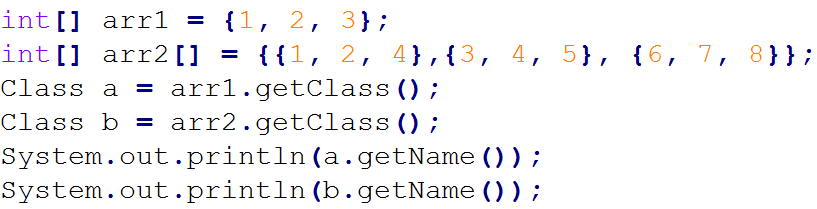 int[] arr1 = {1, 2, 3};
int[] arr2[] = {{1, 2, 4},{3, 4, 5}, {6, 7, 8}};
Class a = arr1.getClass();
Class b = arr2.getClass();
System.out.println(a.getName());
System.out.println(b.getName());